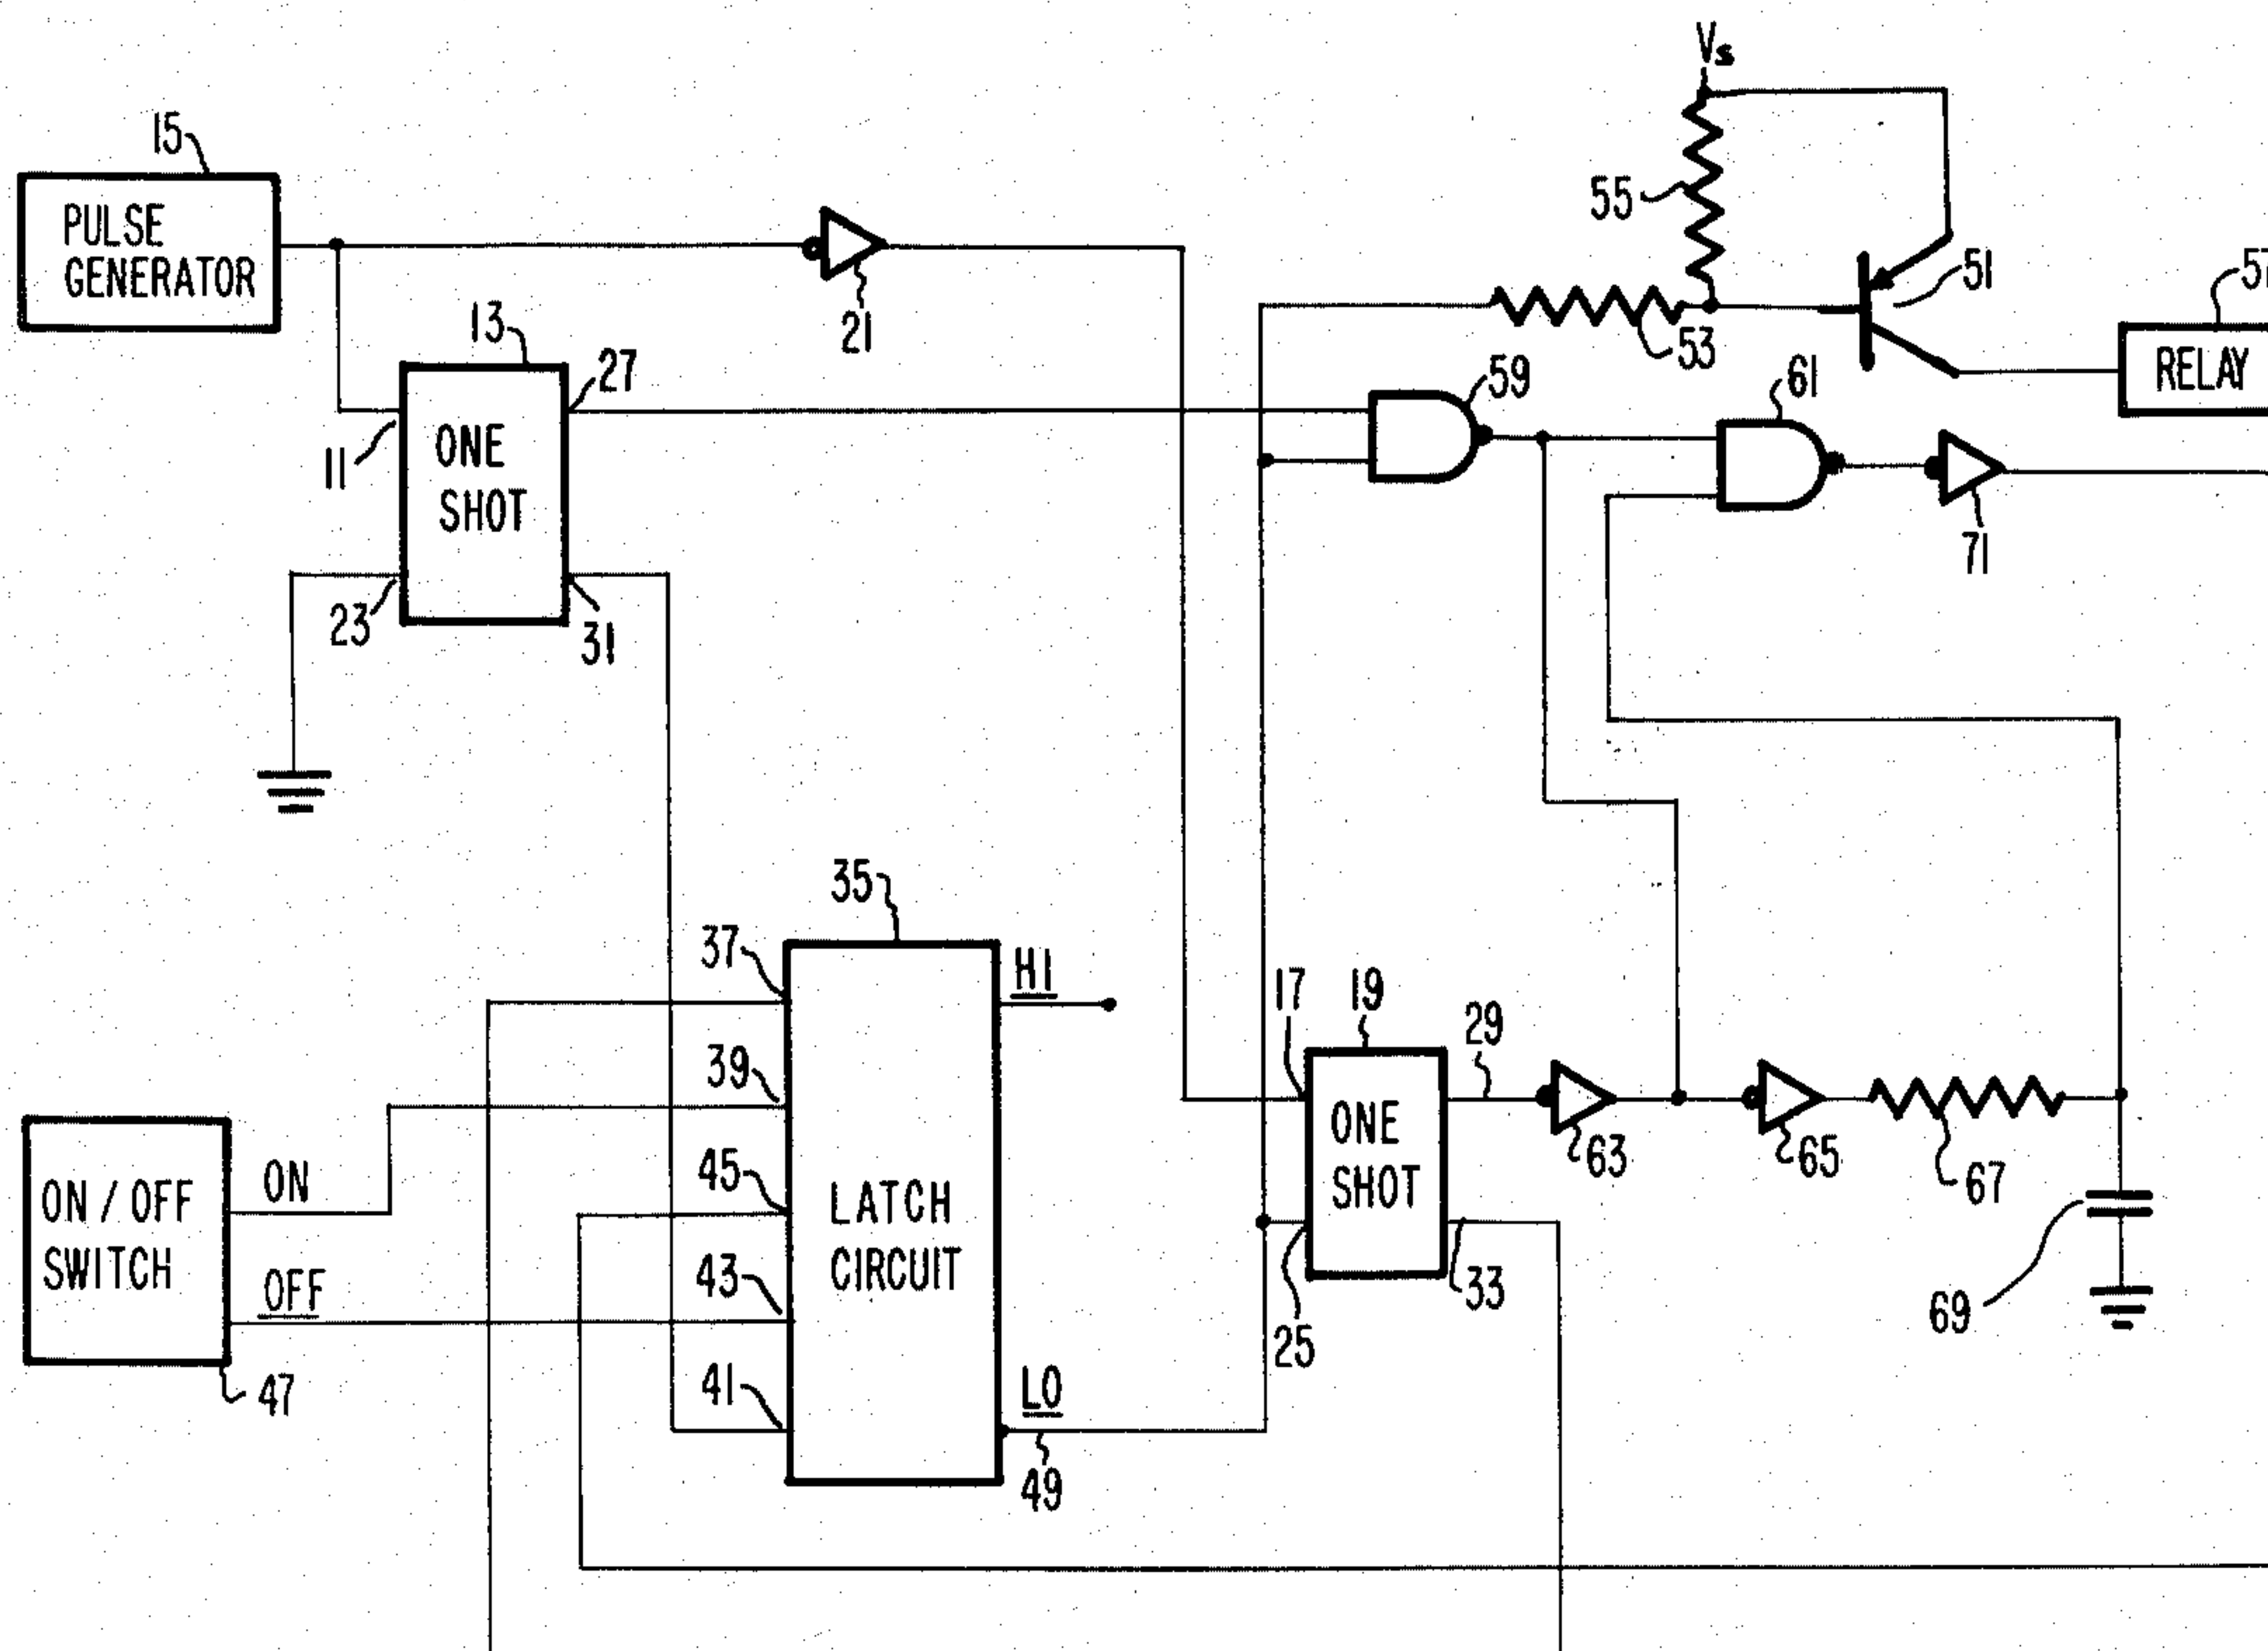 Vs
15
PULSE
GENERATOR
55
51
57
21
53
RELAY
13
27
59
61
11
ONE
SHOT
71
23
31
35
37
HI
17
19
29
39
ONE
SHOT
63
65
67
45
ON
ON / OFF
SWITCH
LATCH
CIRCUIT
43
OFF
33
69
25
47
41
LO
49